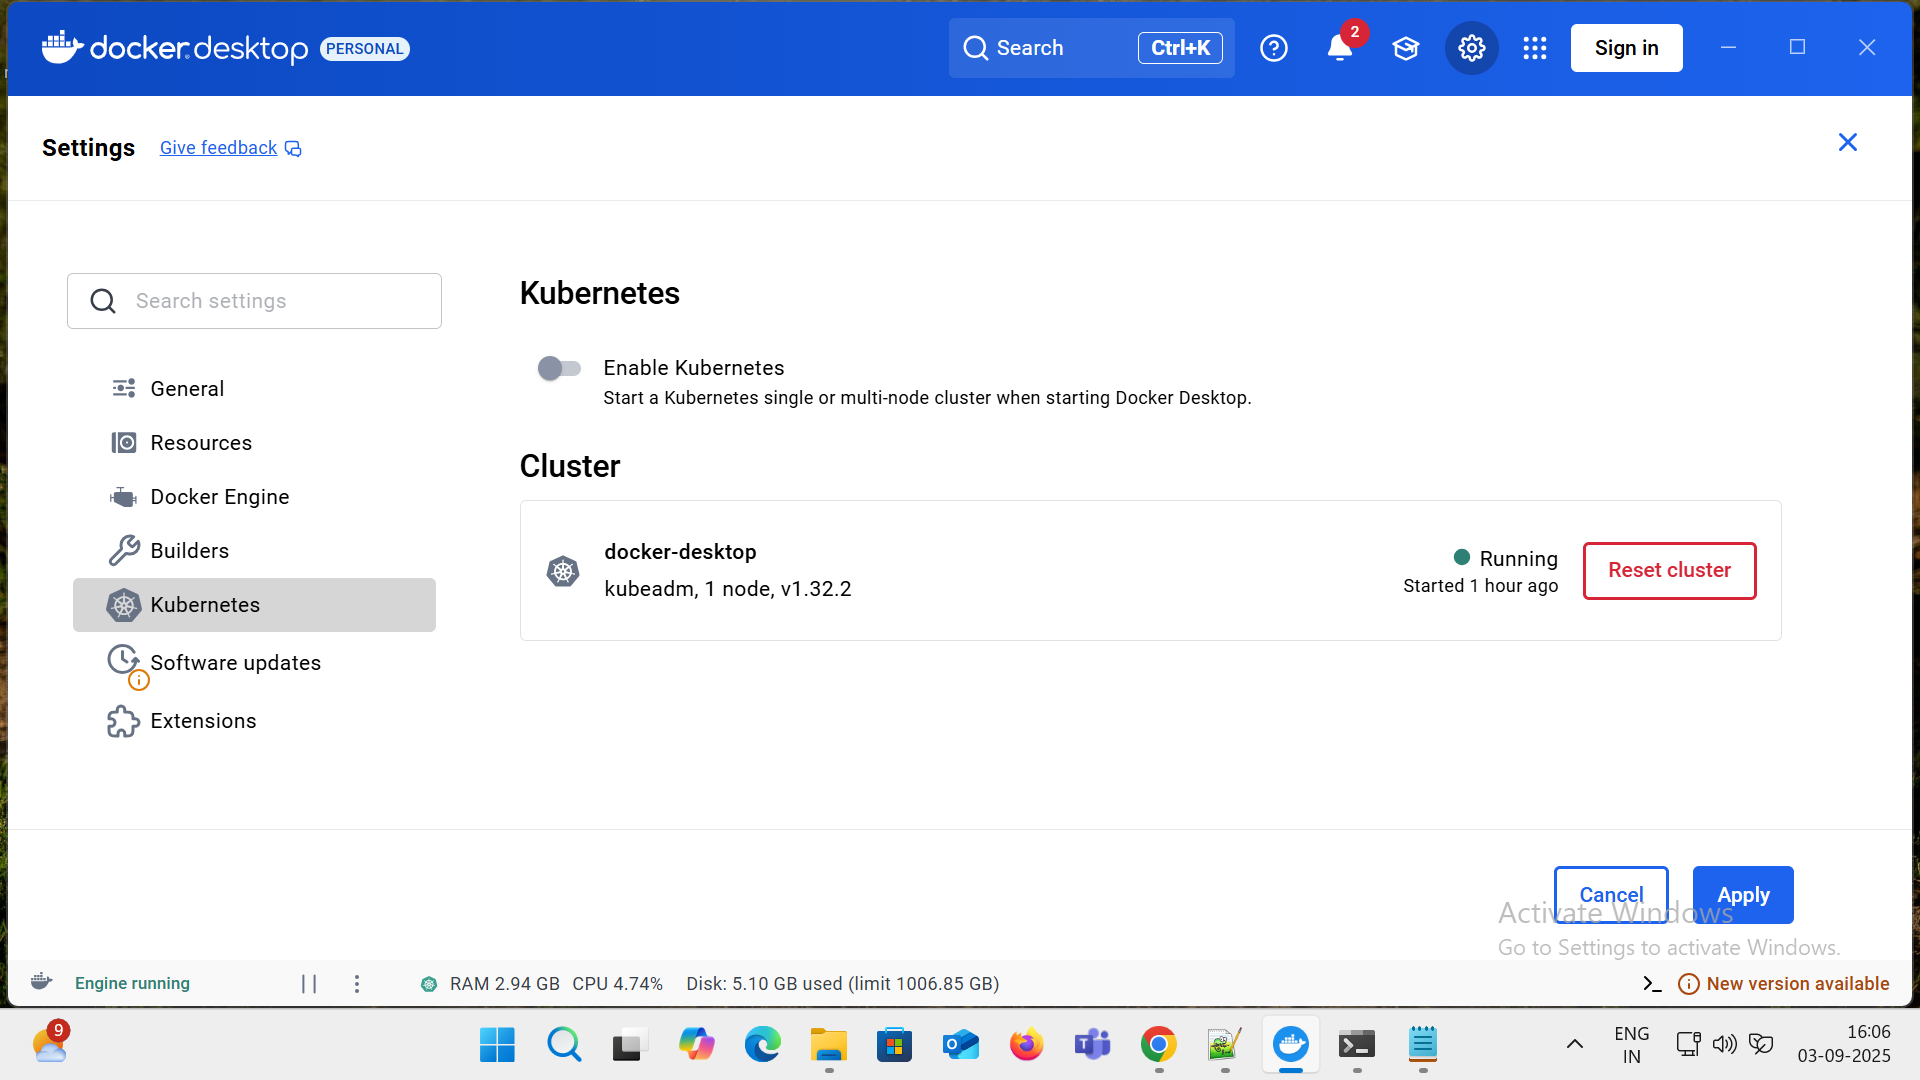 docker.desktop PERSONAL
Search Ctrl+K
2
Sign in
Settings Give feedback
Search settings
General
Resources
Docker Engine
Builders
Kubernetes
Software updates
Extensions
Kubernetes
Enable Kubernetes
Start a Kubernetes single or multi-node cluster when starting Docker Desktop.
Cluster
docker-desktop
kubeadm, 1 node, v1.32.2
Running
Started 1 hour ago
Reset cluster
Cancel Apply
Activate Windows
Go to Settings to activate Windows.
Engine running RAM 2.94 GB CPU 4.74% Disk: 5.10 GB used (limit 1006.85 GB) New version available
9
ENG
IN
16:06
03-09-2025